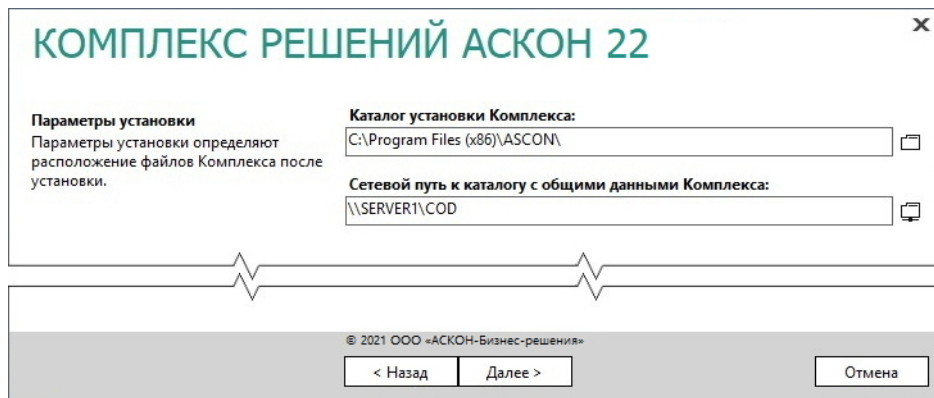 КОМПЛЕКС РЕШЕНИЙ АСКОН 22
Параметры установки
Параметры установки определяют
расположение файлов Комплекса после
установки.
Каталог установки Комплекса:
C:\Program Files (x86)\ASCON\
Сетевой путь к каталогу с общими данными Комплекса:
\\SERVER1\COD
© 2021 ООО «АСКОН-Бизнес-решения»
< Назад
Далее >
Отмена